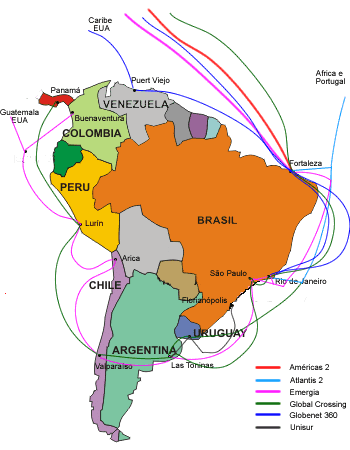 Caribe
EUA
Africa e
Portugal
Puert Viejo
Panamá
VENEZUELA
Guatemala
EUA
Buenaventura
COLOMBIA
Fortaleza
PERU
Lurín
BRASIL
Arica
São Paulo
Rio de Janeiro
CHILE
Florianópolis
URUGUAY
ARGENTINA
Valparaíso
Las Toninas
Américas 2
Atlantis 2
Emergia
Global Crossing
Globenet 360
Unisur